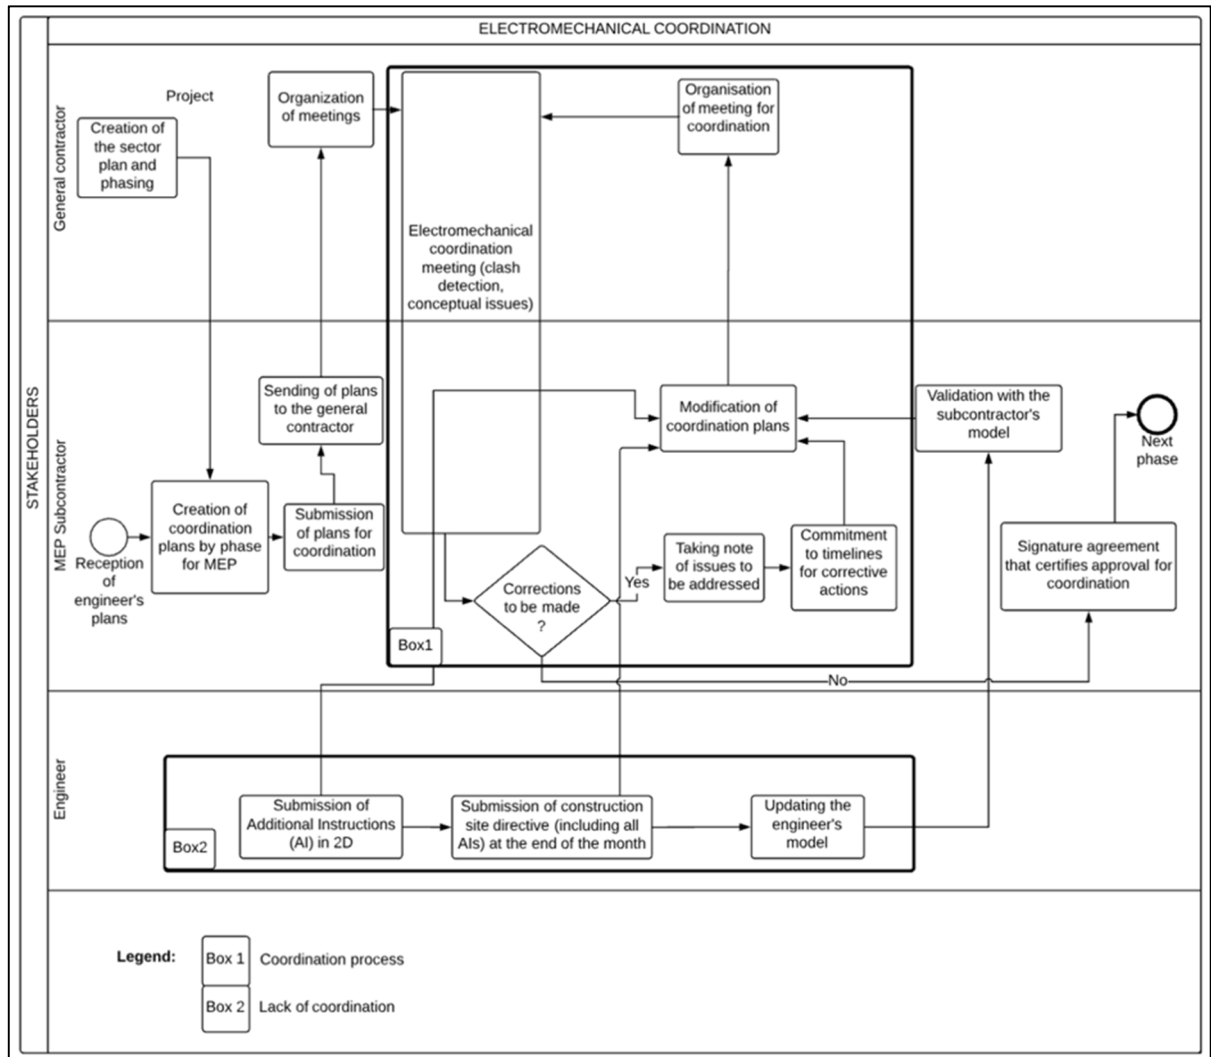 ELECTROMECHANICAL COORDINATION
STAKEHOLDERS
General contractor
Project
Creation of
the sector
plan and
phasing
Organization
of meetings
Organisation
of meeting for
coordination
Electromechanical
coordination
meeting (clash
detection,
conceptual issues)
MEP Subcontractor
Reception
of
engineer's
plans
Creation of
coordination
plans by phase
for MEP
Sending of plans
to the general
contractor
Submission
of plans for
coordination
Modification of
coordination plans
Validation with the
subcontractor's
model
Next
phase
Corrections
to be made
?
Yes
Taking note
of issues to
be addressed
Commitment
to timelines
for corrective
actions
Signature agreement
that certifies approval for
coordination
Box1
No
Engineer
Submission of
Additional Instructions
(AI) in 2D
Submission of construction
site directive (including all
AIs) at the end of the month
Updating the
engineer's
model
Box2
Legend:
Box 1
Coordination process
Box 2
Lack of coordination